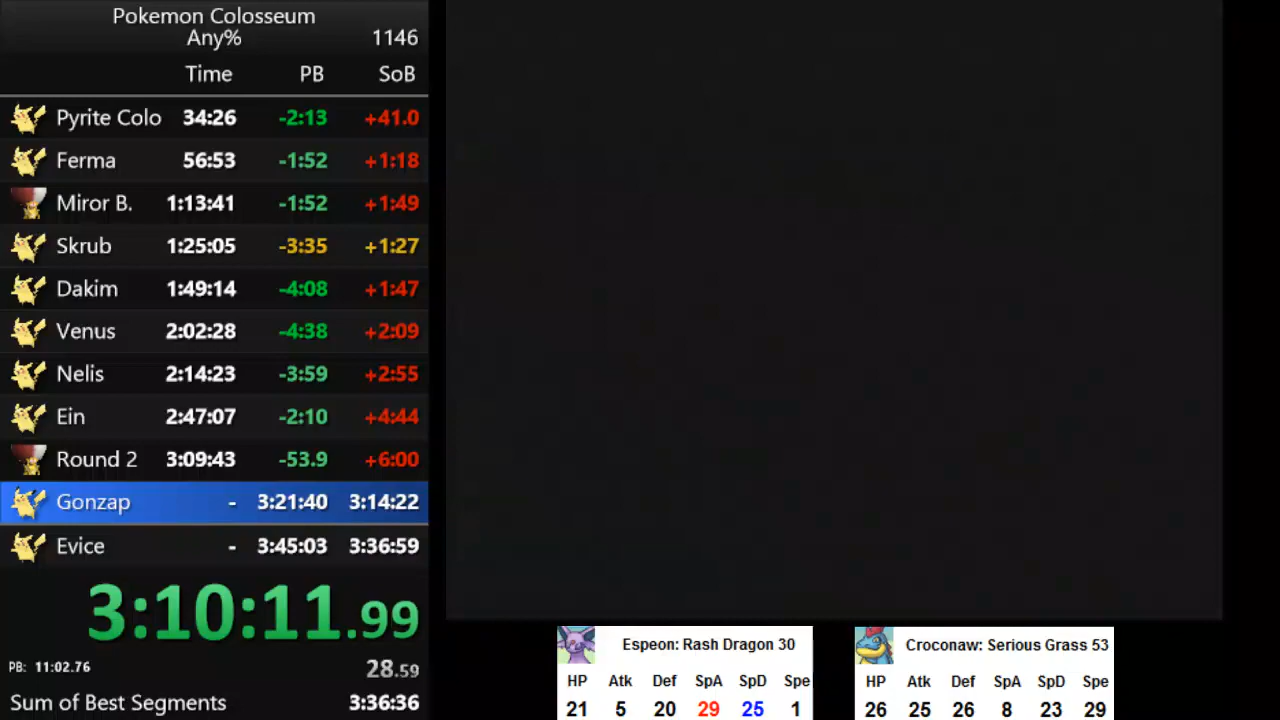 Pokemon Colosseum
Any% 1146
Time PB SoB
Pyrite Colo 34:26 -2:13 +41.0
Ferma 56:53 -1:52 +1:18
Miror B. 1:13:41 -1:52 +1:49
Skrub 1:25:05 -3:35 +1:27
Dakim 1:49:14 -4:08 +1:47
Venus 2:02:28 -4:38 +2:09
Nelis 2:14:23 -3:59 +2:55
Ein 2:47:07 -2:10 +4:44
Round 2 3:09:43 -53.9 +6:00
Gonzap - 3:21:40 3:14:22
Evice - 3:45:03 3:36:59
3:10:11.99
PB: 11:02.76 28.59
Sum of Best Segments 3:36:36
Espeon: Rash Dragon 30
HP Atk Def SpA SpD Spe
21 5 20 29 25 1
Croconaw: Serious Grass 53
HP Atk Def SpA SpD Spe
26 25 26 8 23 29